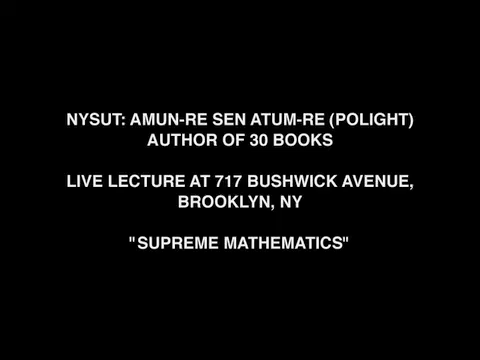 NYSUT: AMUN-RE SEN ATUM-RE (POLIGHT)
AUTHOR OF 30 BOOKS
LIVE LECTURE AT 717 BUSHWICK AVENUE,
BROOKLYN, NY
"SUPREME MATHEMATICS"